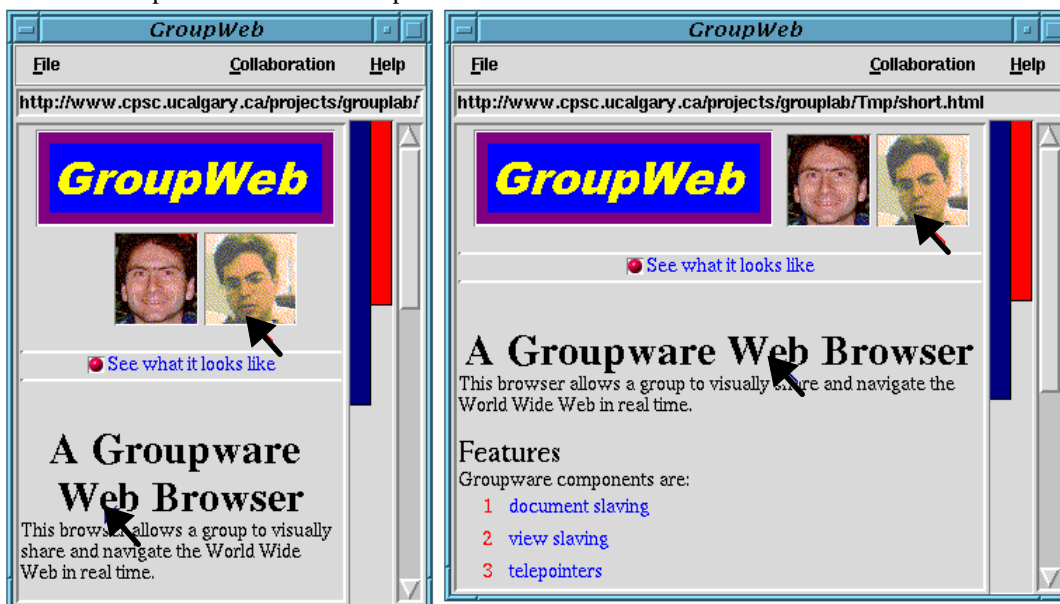 GroupWeb
File Collaboration Help
http://www.cpsc.ucalgary.ca/projects/grouplab/
GroupWeb
See what it looks like
A Groupware
Web Browser
This browser allows a group to visually
share and navigate the World Wide
Web in real time.
GroupWeb
File Collaboration Help
http://www.cpsc.ucalgary.ca/projects/grouplab/Tmp/short.html
GroupWeb
See what it looks like
A Groupware Web Browser
This browser allows a group to visually share and navigate the
World Wide Web in real time.
Features
Groupware components are:
1 document slaving
2 view slaving
3 telepointers